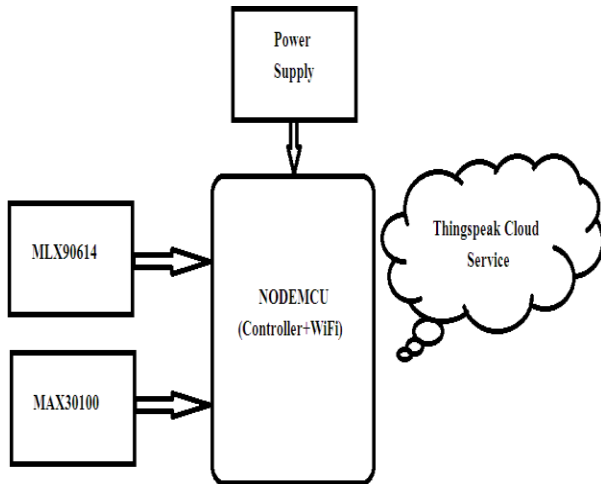 Power
Supply
Thingspeak Cloud
Service
MLX90614
NODEMCU
(Controller+WiFi)
MAX30100